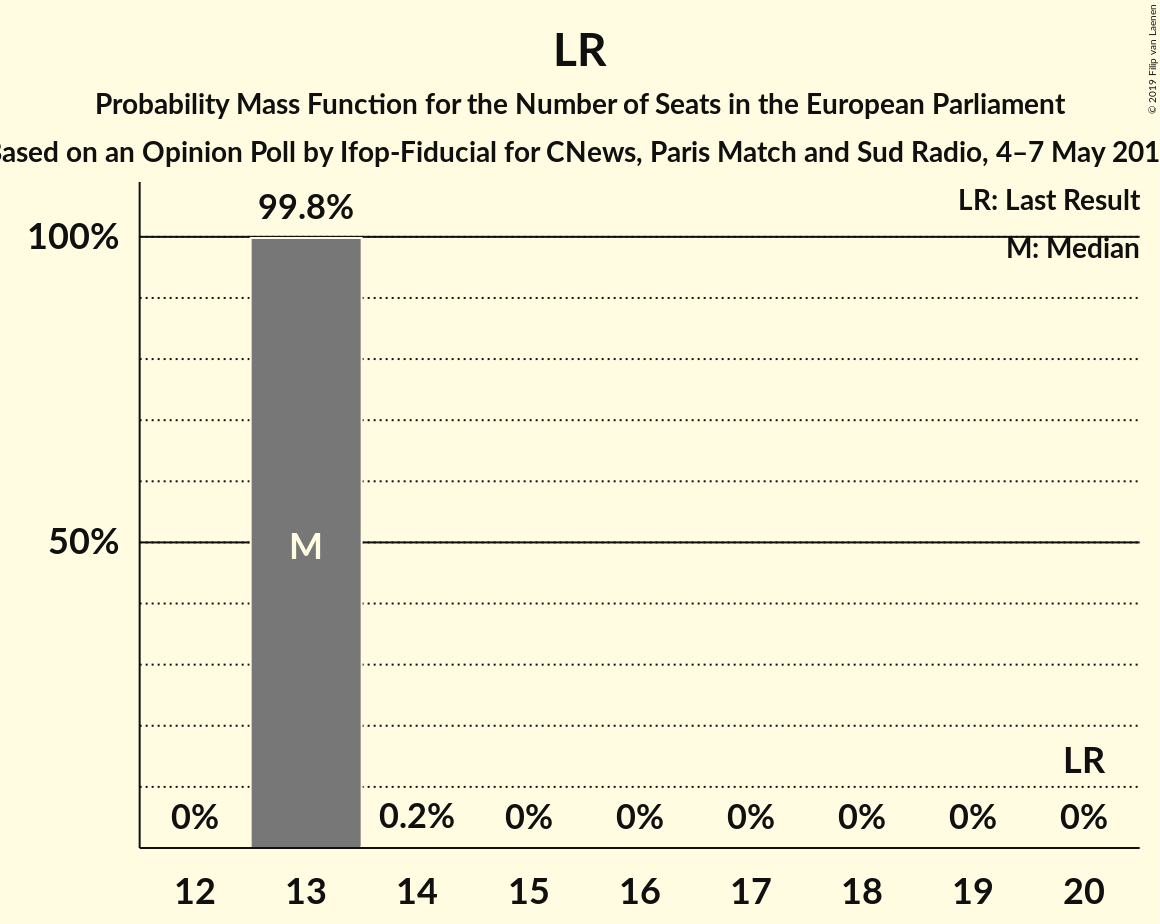 LR
Probability Mass Function for the Number of Seats in the European Parliament
ased on an Opinion Poll by Ifop-Fiducial for CNews, Paris Match and Sud Radio, 4–7 May 201
© 2019 Filip van Laenen
LR: Last Result
M: Median
99.8%
100%
50%
M
LR
0% 0.2% 0% 0% 0% 0% 0% 0%
12 13 14 15 16 17 18 19 20